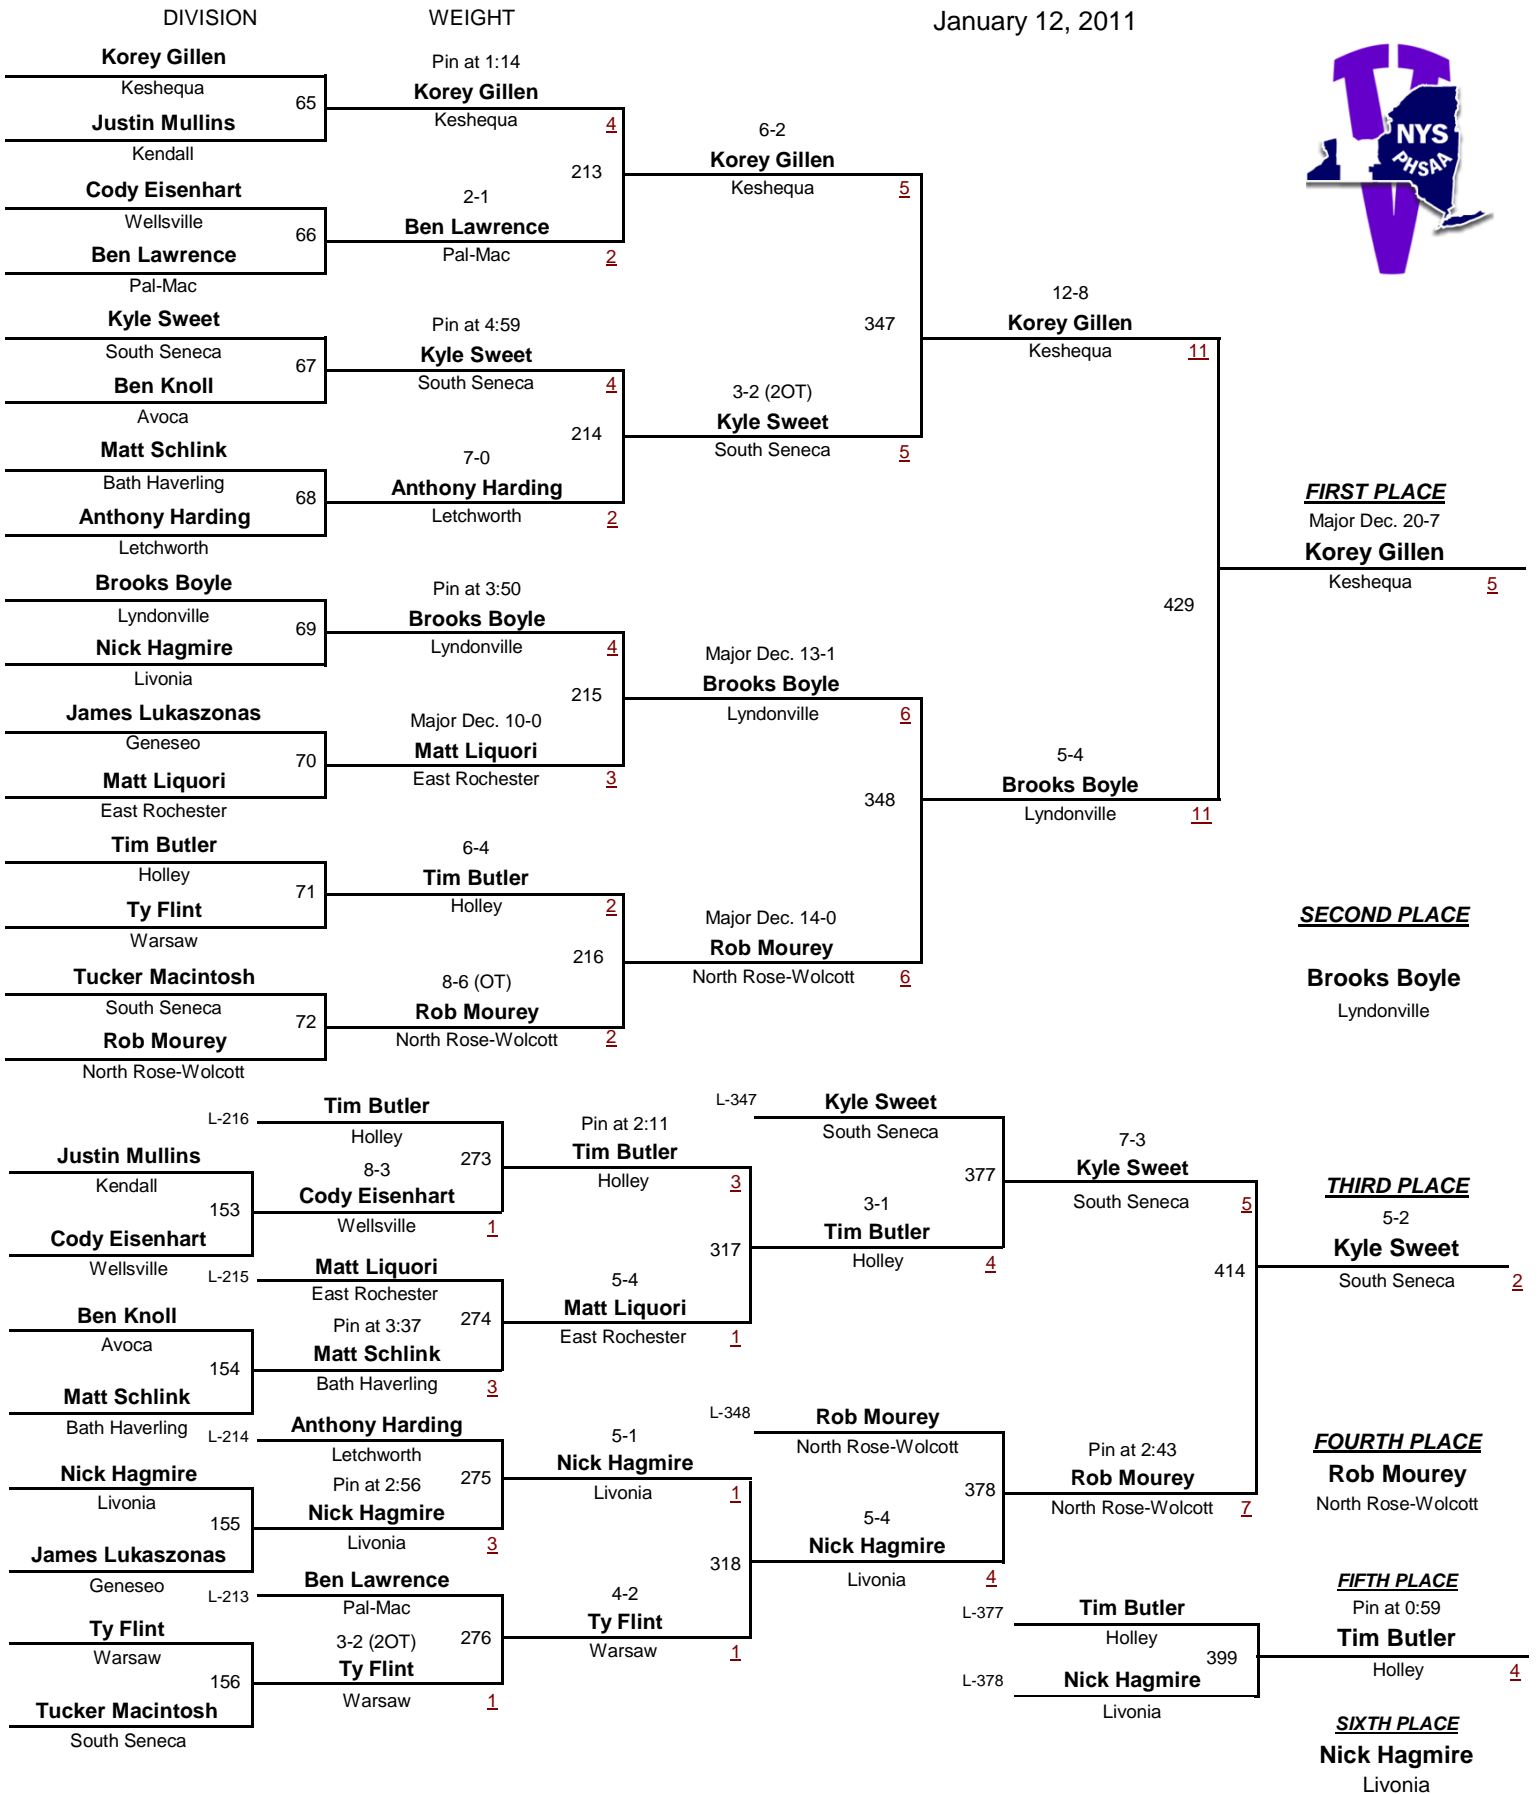 DIVISION WEIGHT January 12, 2011
Korey Gillen
Keshequa
65
Justin Mullins
Kendall
Cody Eisenhart
Wellsville
66
Ben Lawrence
Pal-Mac
Kyle Sweet
South Seneca
67
Ben Knoll
Avoca
Matt Schlink
Bath Haverling
68
Anthony Harding
Letchworth
Brooks Boyle
Lyndonville
69
Nick Hagmire
Livonia
James Lukaszonas
Geneseo
70
Matt Liquori
East Rochester
Tim Butler
Holley
71
Ty Flint
Warsaw
Tucker Macintosh
South Seneca
72
Rob Mourey
North Rose-Wolcott
Pin at 1:14
Korey Gillen
Keshequa 4
213
2-1
Ben Lawrence
Pal-Mac 2
Pin at 4:59
Kyle Sweet
South Seneca 4
214
7-0
Anthony Harding
Letchworth 2
Pin at 3:50
Brooks Boyle
Lyndonville 4
215
Major Dec. 10-0
Matt Liquori
East Rochester 3
6-4
Tim Butler
Holley 2
216
8-6 (OT)
Rob Mourey
North Rose-Wolcott 2
6-2
Korey Gillen
Keshequa 5
347
3-2 (2OT)
Kyle Sweet
South Seneca 5
Major Dec. 13-1
Brooks Boyle
Lyndonville 6
348
Major Dec. 14-0
Rob Mourey
North Rose-Wolcott 6
12-8
Korey Gillen
Keshequa 11
429
5-4
Brooks Boyle
Lyndonville 11
NYS
PHSAA
FIRST PLACE
Major Dec. 20-7
Korey Gillen
Keshequa 5
SECOND PLACE
Brooks Boyle
Lyndonville
Justin Mullins
Kendall
153
Cody Eisenhart
Wellsville
Ben Knoll
Avoca
154
Matt Schlink
Bath Haverling
Nick Hagmire
Livonia
155
James Lukaszonas
Geneseo
Ty Flint
Warsaw
156
Tucker Macintosh
South Seneca
L-216 Tim Butler
Holley
273
8-3
Cody Eisenhart
Wellsville 1
L-215 Matt Liquori
East Rochester
274
Pin at 3:37
Matt Schlink
Bath Haverling 3
L-214 Anthony Harding
Letchworth
275
Pin at 2:56
Nick Hagmire
Livonia 3
L-213 Ben Lawrence
Pal-Mac
276
3-2 (2OT)
Ty Flint
Warsaw 1
Pin at 2:11
Tim Butler
Holley 3
317
5-4
Matt Liquori
East Rochester 1
5-1
Nick Hagmire
Livonia 1
318
4-2
Ty Flint
Warsaw 1
L-347 Kyle Sweet
South Seneca
377
3-1
Tim Butler
Holley 4
L-348 Rob Mourey
North Rose-Wolcott
378
5-4
Nick Hagmire
Livonia 4
7-3
Kyle Sweet
South Seneca 5
414
Pin at 2:43
Rob Mourey
North Rose-Wolcott 7
L-377 Tim Butler
Holley
399
L-378 Nick Hagmire
Livonia
THIRD PLACE
5-2
Kyle Sweet
South Seneca 2
FOURTH PLACE
Rob Mourey
North Rose-Wolcott
FIFTH PLACE
Pin at 0:59
Tim Butler
Holley 4
SIXTH PLACE
Nick Hagmire
Livonia